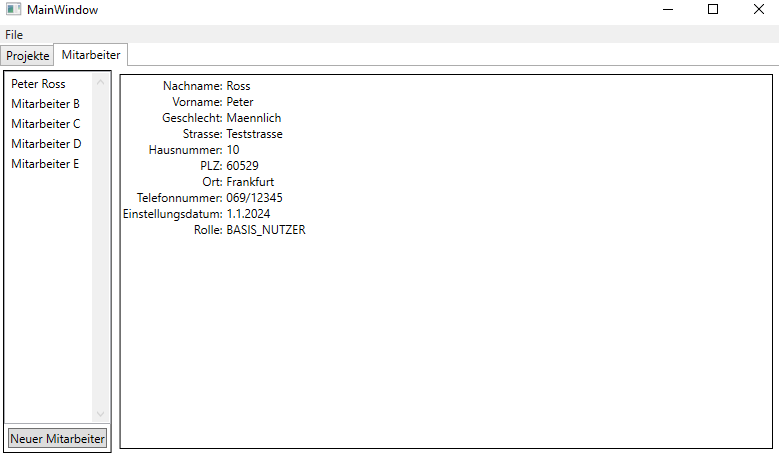 MainWindow
File
Projekte Mitarbeiter
Peter Ross
Mitarbeiter B
Mitarbeiter C
Mitarbeiter D
Mitarbeiter E
Neuer Mitarbeiter
Nachname: Ross
Vorname: Peter
Geschlecht: Maennlich
Strasse: Teststrasse
Hausnummer: 10
PLZ: 60529
Ort: Frankfurt
Telefonnummer: 069/12345
Einstellungsdatum: 1.1.2024
Rolle: BASIS_NUTZER